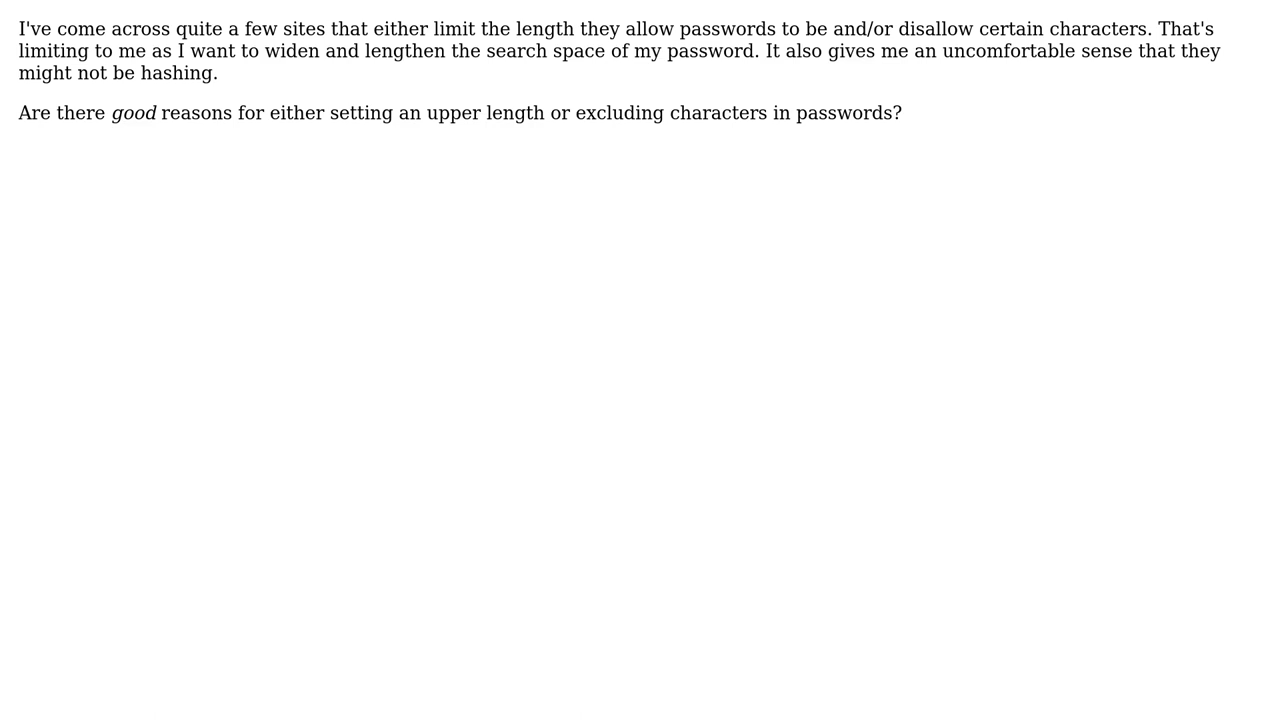 I've come across quite a few sites that either limit the length they allow passwords to be and/or disallow certain characters. That's
limiting to me as I want to widen and lengthen the search space of my password. It also gives me an uncomfortable sense that they
might not be hashing.
Are there good reasons for either setting an upper length or excluding characters in passwords?